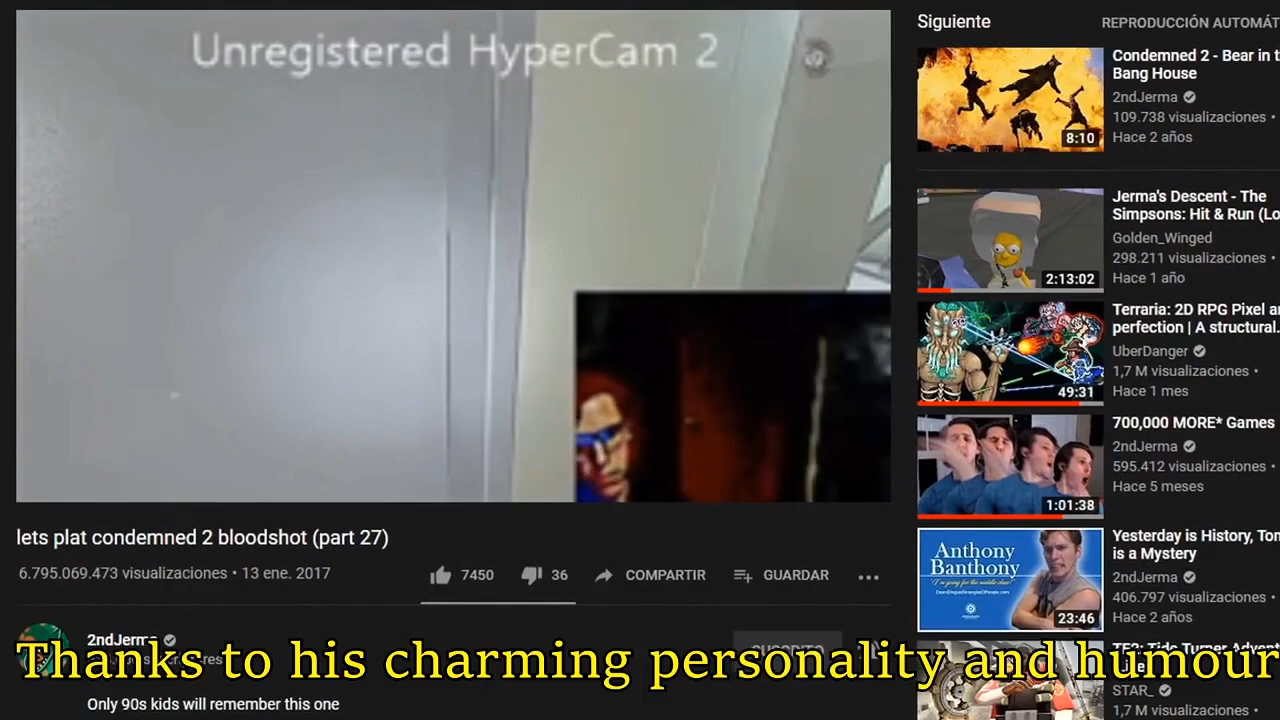 Unregistered HyperCam 2
lets plat condemned 2 bloodshot (part 27)
6.795.069.473 visualizaciones • 13 ene. 2017
7450
36
COMPARTIR
GUARDAR
2ndJerma
Thanks to his charming personality and humour
Only 90s kids will remember this one
Siguiente
REPRODUCCIÓN AUTOMÁT
Condemned 2 - Bear in t
Bang House
2ndJerma
109.738 visualizaciones •
Hace 2 años
8:10
Jerma's Descent - The
Simpsons: Hit & Run (Lo
Golden_Winged
298.211 visualizaciones •
Hace 1 año
2:13:02
Terraria: 2D RPG Pixel a
perfection | A structural.
UberDanger
1,7 M visualizaciones •
Hace 1 mes
49:31
700,000 MORE* Games
2ndJerma
595.412 visualizaciones •
Hace 5 meses
1:01:38
Yesterday is History, Tom
is a Mystery
2ndJerma
406.797 visualizaciones •
Hace 2 años
Anthony
Banthony
"I'm going for the middle class"
23:46
STAR_
1,7 M visualizaciones •